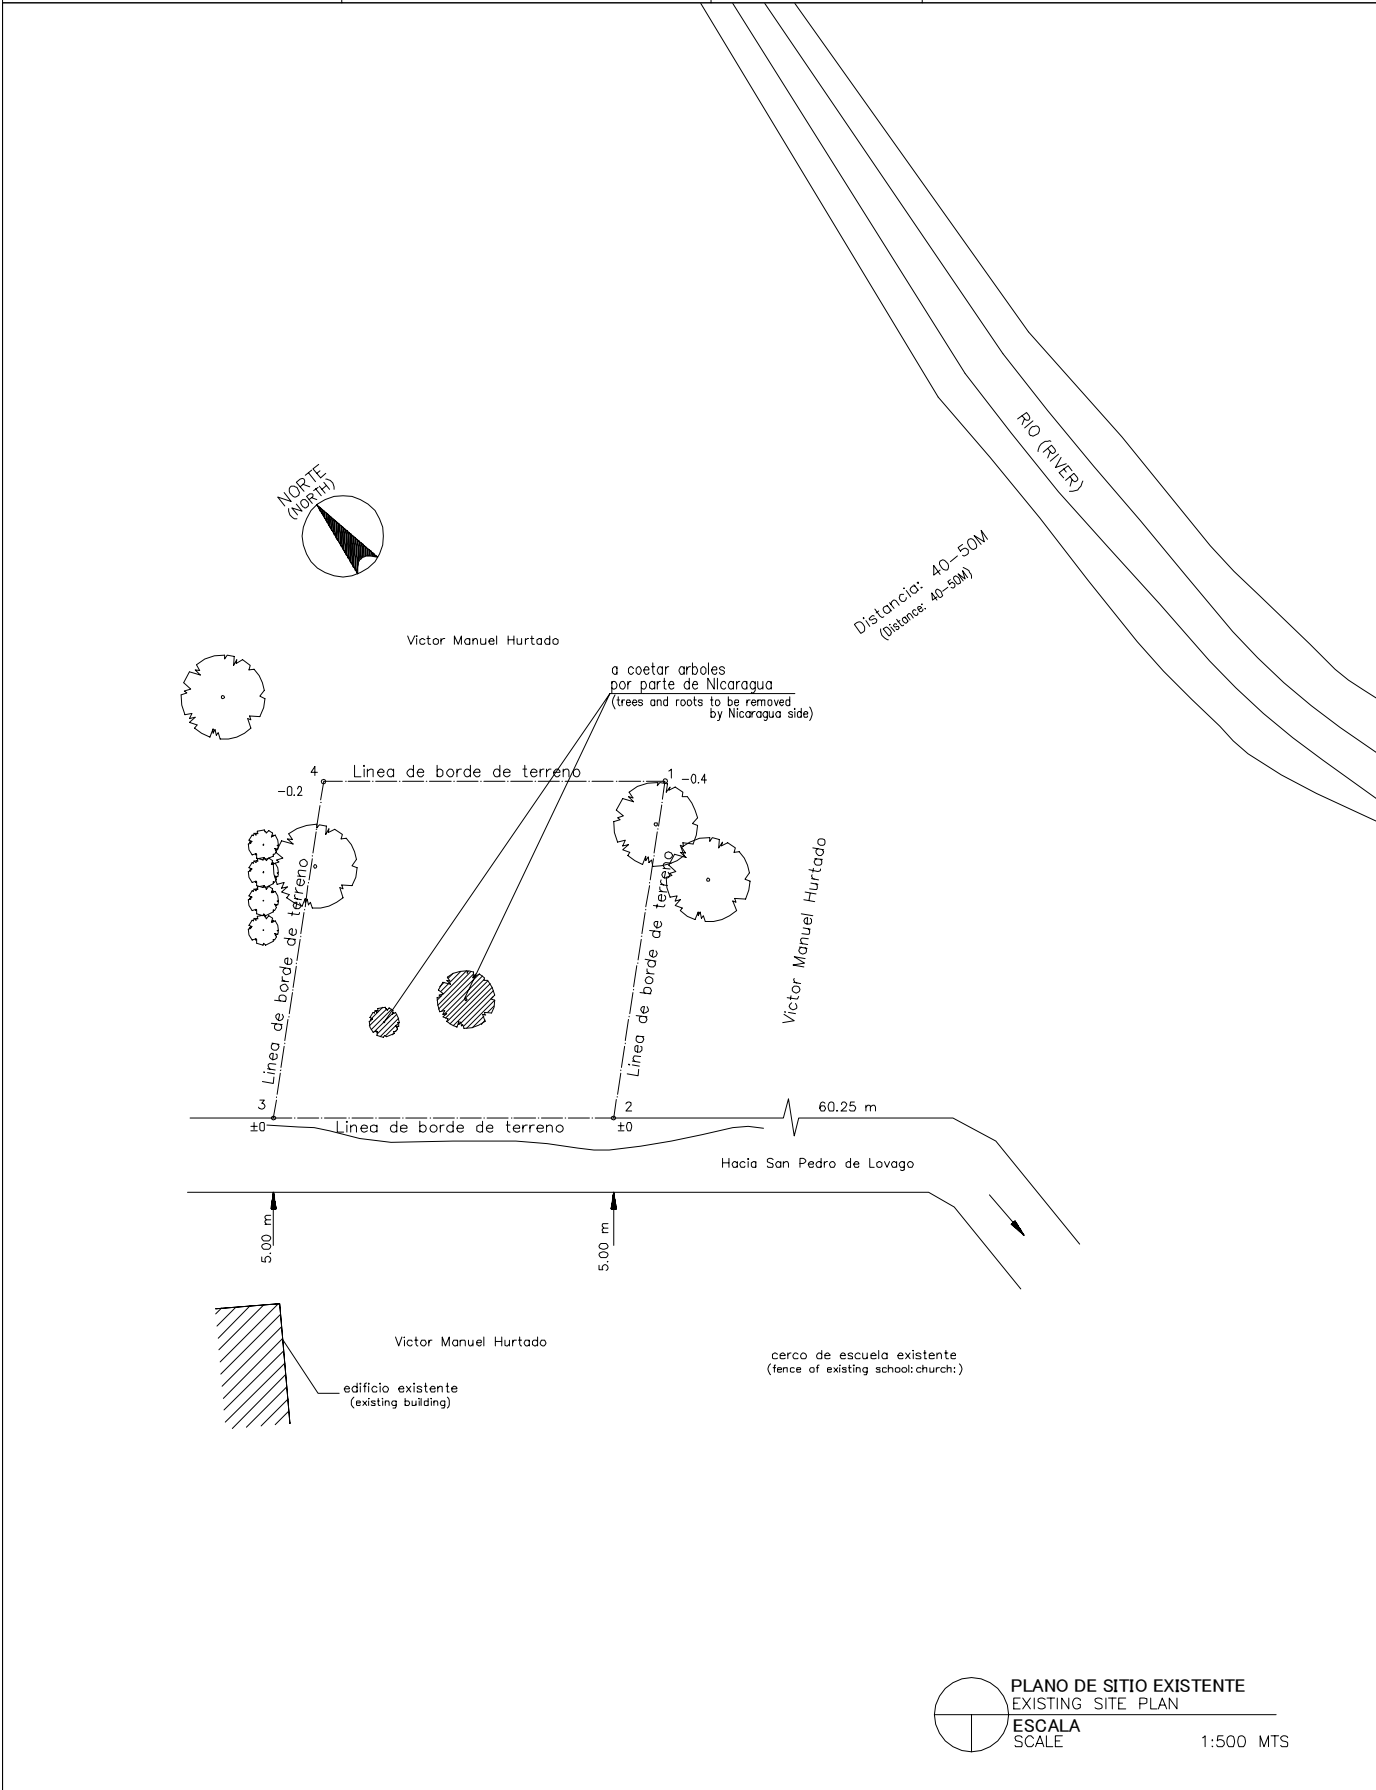 RIO (RIVER)
NORTE
(NORTH)
Distancia: 40-50M
(Distance: 40-50M)
Victor Manuel Hurtado
a coetar arboles
por parte de NIcaragua
(trees and roots to be removed
by Nicaragua side)
4
Linea de borde de terreno
1
-0.4
-0.2
Linea de borde de terreno
Linea de borde de terreno
Victor Manuel Hurtado
3
2
60.25 m
±0
Linea de borde de terreno
±0
Hacia San Pedro de Lovago
5.00 m
5.00 m
Victor Manuel Hurtado
cerco de escuela existente
(fence of existing school:church:)
edificio existente
(existing building)
PLANO DE SITIO EXISTENTE
EXISTING SITE PLAN
ESCALA
SCALE 1:500 MTS